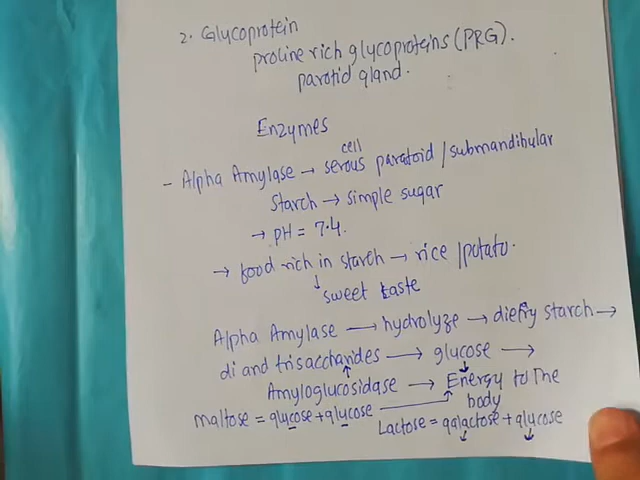 2. Glycoprotein
proline rich glycoproteins (PRG).
parotid gland.
Enzymes
cell
- Alpha Amylase → serous paratoid / submandibular
starch → simple sugar
→ pH = 7.4.
→ food rich in starch → rice / potato.
↓ sweet taste
Alpha Amylase → hydrolyze → dietry starch →
di and trisaccharides → glucose →
Amyloglucosidase → Energy to The
body
maltose = glucose + glucose →
Lactose = galactose + glucose